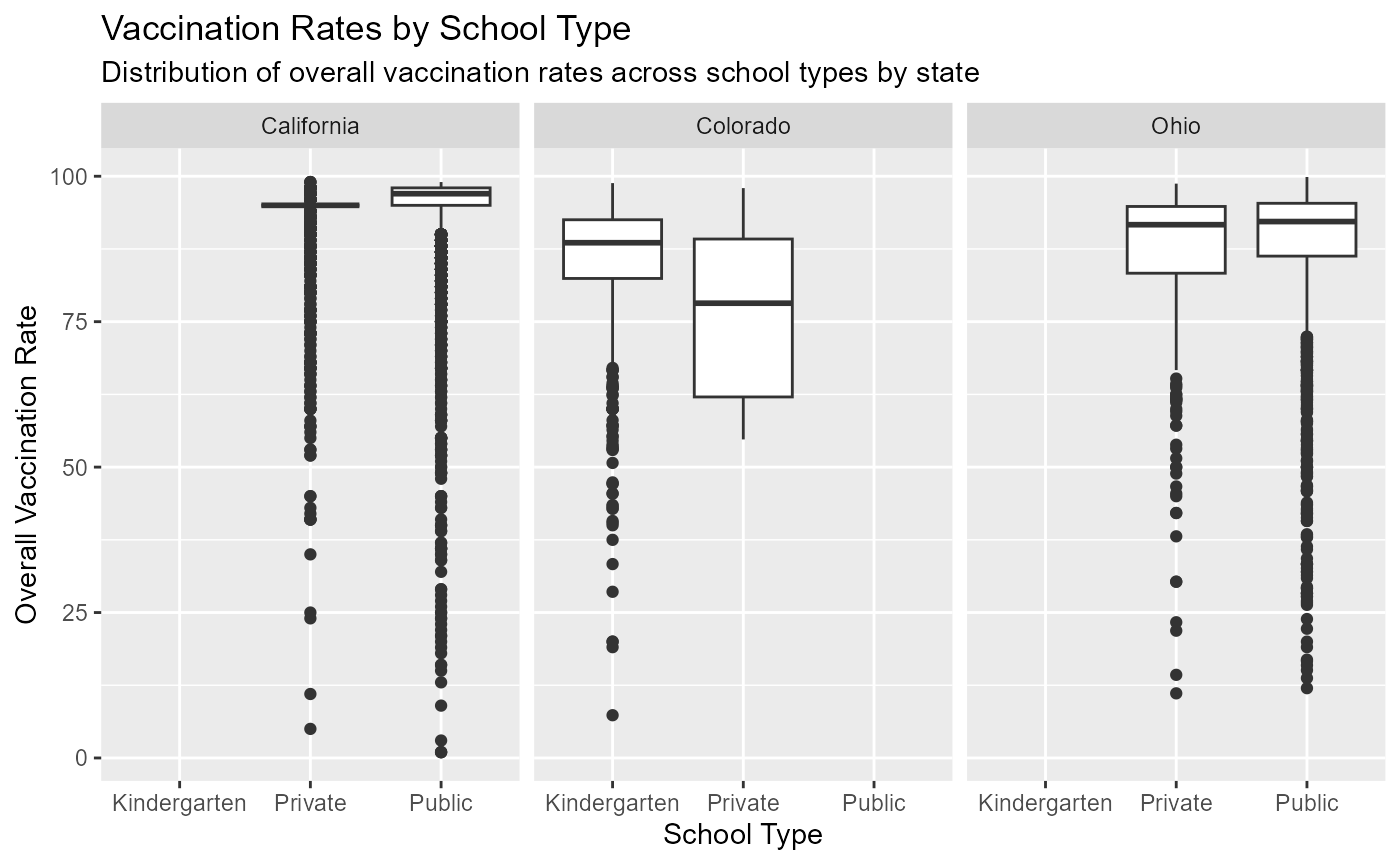 Vaccination Rates by School Type
Distribution of overall vaccination rates across school types by state
California Colorado Ohio
100
75
50
25
0
Overall Vaccination Rate
Kindergarten Private Public Kindergarten Private Public Kindergarten Private Public
School Type